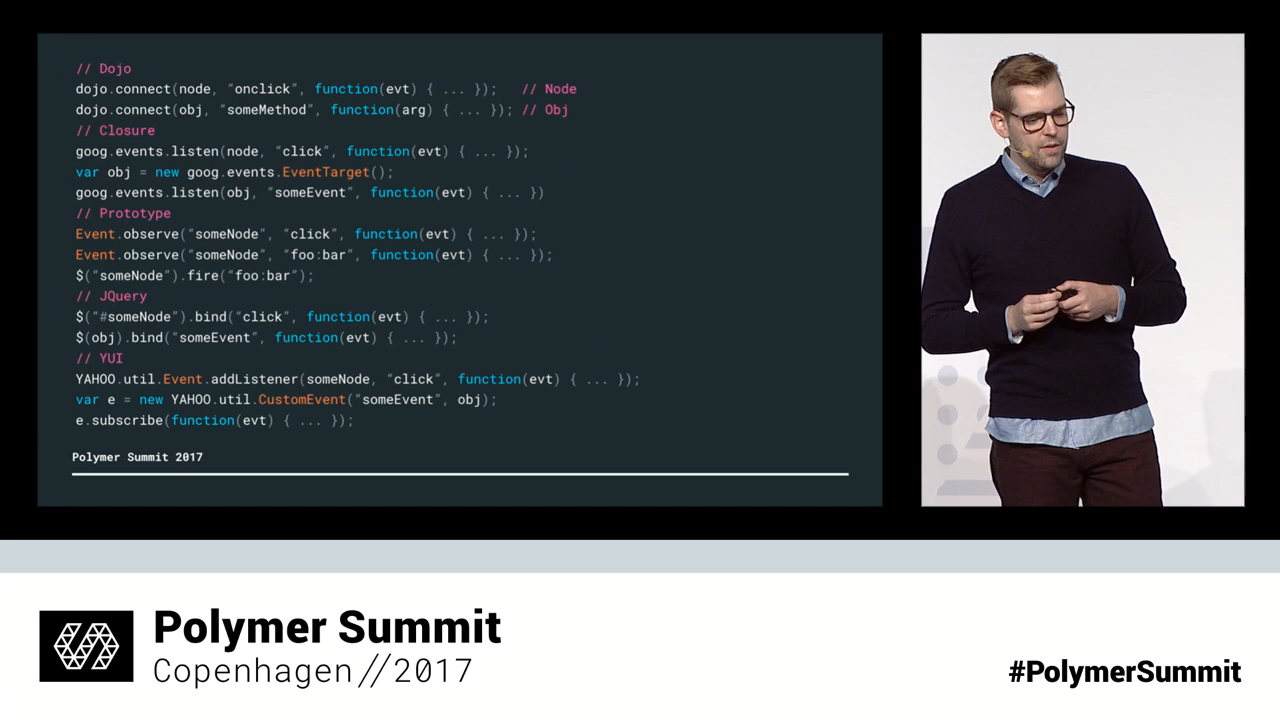 // Dojo
dojo.connect(node, “onclick”, function(evt) { ... });   // Node
dojo.connect(obj, “someMethod”, function(arg) { ... }); // Obj
// Closure
goog.events.listen(node, “click”, function(evt) { ... });
var obj = new goog.events.EventTarget();
goog.events.listen(obj, “someEvent”, function(evt) { ... })
// Prototype
Event.observe(“someNode”, “click”, function(evt) { ... });
Event.observe(“someNode”, “foo:bar”, function(evt) { ... });
$(“someNode”).fire(“foo:bar”);
// JQuery
$(“#someNode”).bind(“click”, function(evt) { ... });
$(obj).bind(“someEvent”, function(evt) { ... });
// YUI
YAHOO.util.Event.addListener(someNode, “click”, function(evt) { ... });
var e = new YAHOO.util.CustomEvent(“someEvent”, obj);
e.subscribe(function(evt) { ... });
Polymer Summit 2017
Polymer Summit
Copenhagen//2017
#PolymerSummit